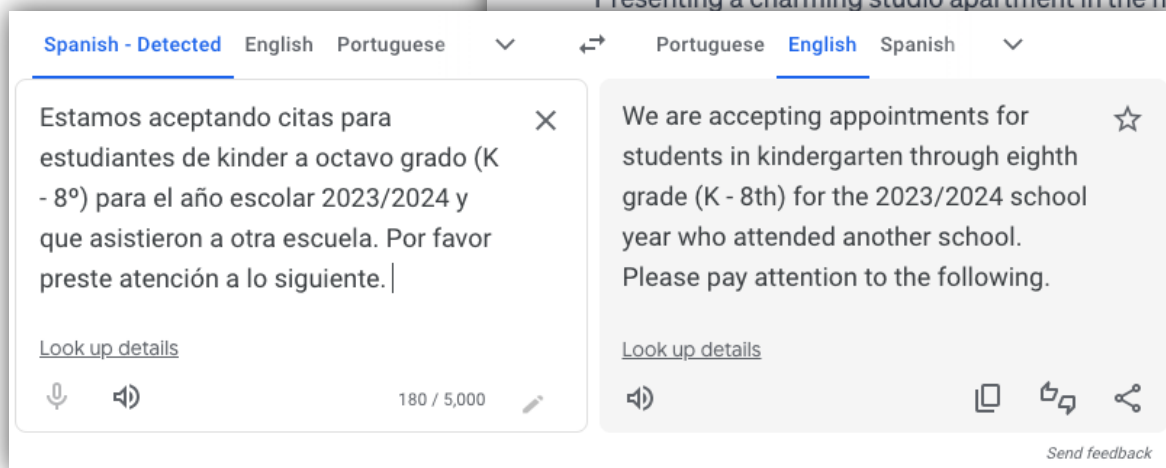 Presenting a charming studio apartment in the
Spanish - Detected English Portuguese
Portuguese English Spanish
Estamos aceptando citas para
estudiantes de kinder a octavo grado (K
- 8º) para el año escolar 2023/2024 y
que asistieron a otra escuela. Por favor
preste atención a lo siguiente.
Look up details
180 / 5,000
We are accepting appointments for
students in kindergarten through eighth
grade (K - 8th) for the 2023/2024 school
year who attended another school.
Please pay attention to the following.
Look up details
Send feedback